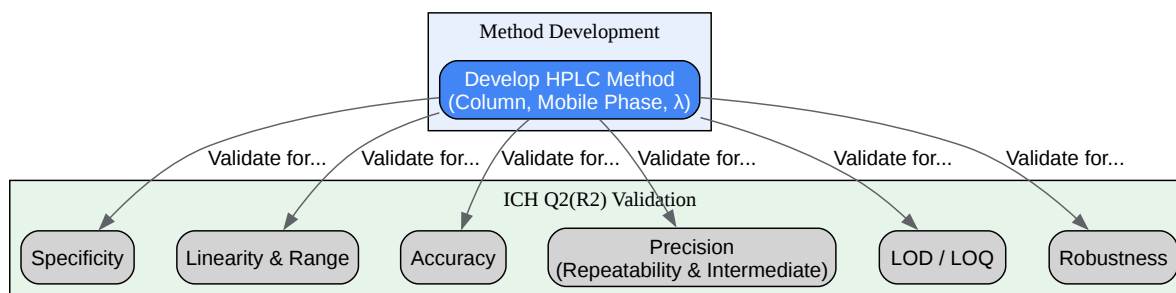 Method Development
Develop HPLC Method
(Column, Mobile Phase, λ)
Validate for...
Validate for...
Validate for...
Validate for...
Validate for...
Validate for...
ICH Q2(R2) Validation
Specificity
Linearity & Range
Accuracy
Precision
(Repeatability & Intermediate)
LOD / LOQ
Robustness